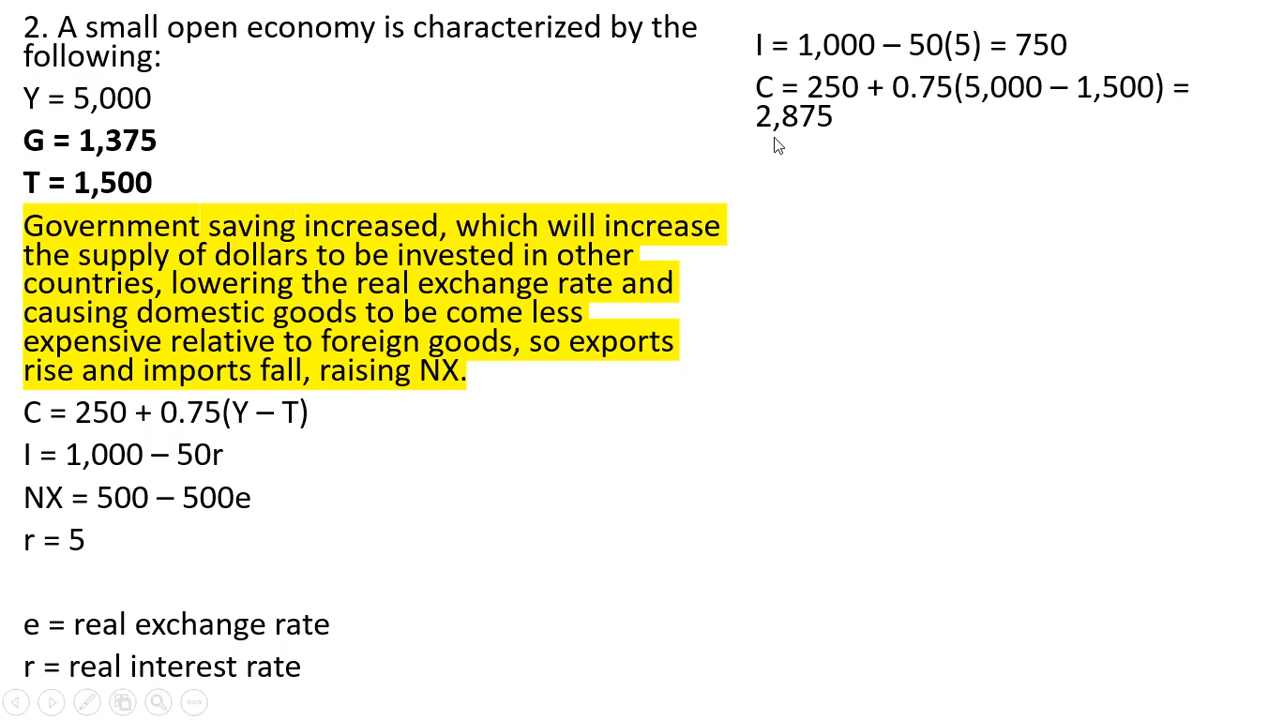 2. A small open economy is characterized by the
following:
Y = 5,000
G = 1,375
T = 1,500
Government saving increased, which will increase
the supply of dollars to be invested in other
countries, lowering the real exchange rate and
causing domestic goods to be come less
expensive relative to foreign goods, so exports
rise and imports fall, raising NX.
C = 250 + 0.75(Y – T)
I = 1,000 – 50r
NX = 500 – 500e
r = 5
e = real exchange rate
r = real interest rate
I = 1,000 – 50(5) = 750
C = 250 + 0.75(5,000 – 1,500) =
2,875